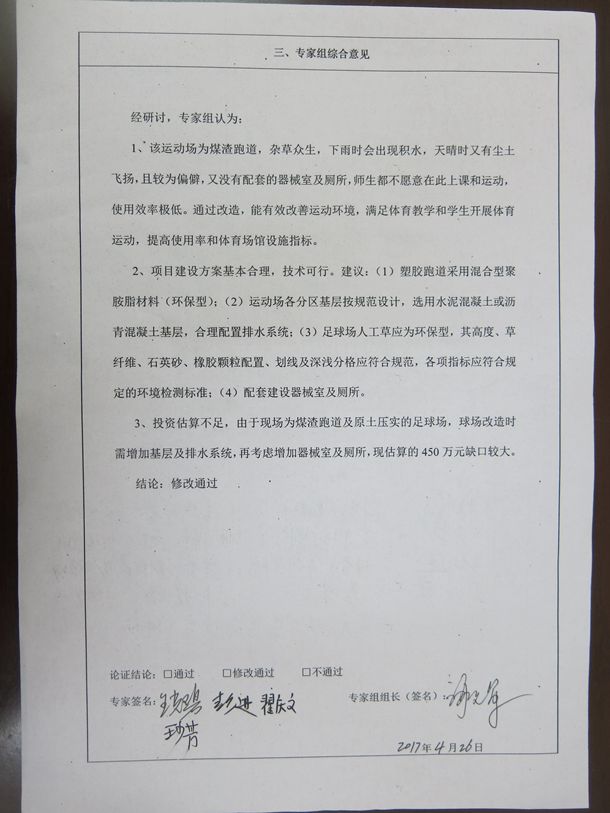 三、专家组综合意见
经研讨，专家组认为：
1、该运动场为煤渣跑道，杂草众生，下雨时会出现积水，天晴时又有尘土
飞扬，且较为偏僻，又没有配套的器械室及厕所，师生都不愿意在此上课和运动，
使用效率极低。通过改造，能有效改善运动环境，满足体育教学和学生开展体育
运动，提高使用率和体育场馆设施指标。
2、项目建设方案基本合理，技术可行。建议：（1）塑胶跑道采用混合型聚
胺脂材料（环保型）；（2）运动场各分区基层按规范设计，选用水泥混凝土或沥
青混凝土基层，合理配置排水系统；（3）足球场人工草应为环保型，其高度、草
纤维、石英砂、橡胶颗粒配置、划线及深浅分格应符合规范，各项指标应符合规
定的环境检测标准；（4）配套建设器械室及厕所。
3、投资估算不足，由于现场为煤渣跑道及原土压实的足球场，球场改造时
需增加基层及排水系统，再考虑增加器械室及厕所，现估算的 450 万元缺口较大。
结论：修改通过
论证结论：□通过 □修改通过 □不通过
专家签名： 彭进 翟庆文 专家组组长（签名）：
2017年4月26日